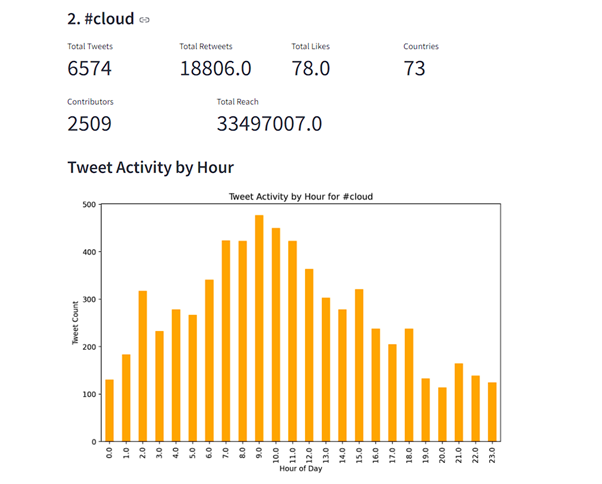 2. #cloud
Total Tweets Total Retweets Total Likes Countries
6574 18806.0 78.0 73
Contributors Total Reach
2509 33497007.0
Tweet Activity by Hour
Tweet Activity by Hour for #cloud
500
400
300
200
100
0
Tweet Count
0.0 1.0 2.0 3.0 4.0 5.0 6.0 7.0 8.0 9.0 10.0 11.0 12.0 13.0 14.0 15.0 16.0 17.0 18.0 19.0 20.0 21.0 22.0 23.0
Hour of Day